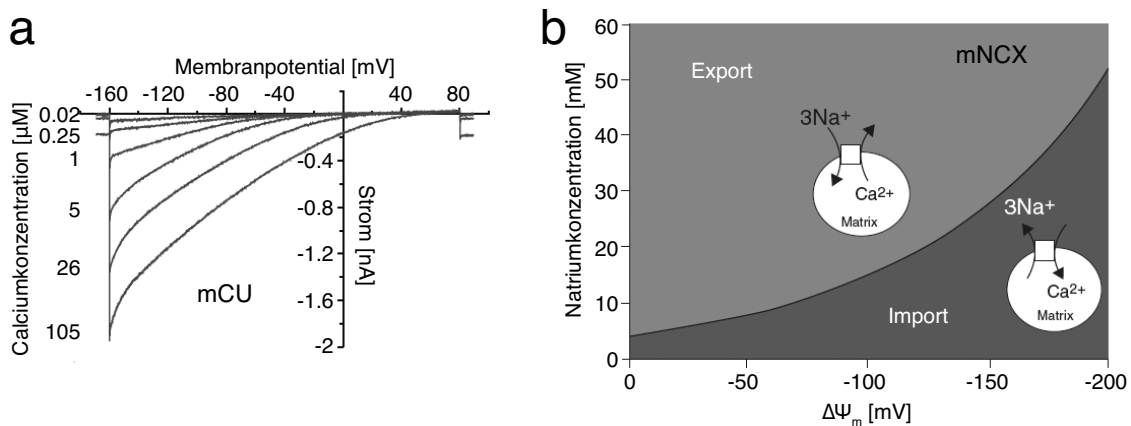 a
Membranpotential [mV]
-160 -120 -80 -40 0 40 80
Calciumkonzentration [µM]
0.02
0.25
1
5
26
105
-0.4
-0.8
-1.2
-1.6
-2
Strom [nA]
mCU
b
Natriumkonzentration [mM]
60
50
40
30
20
10
0
Export
mNCX
3Na+
Ca2+
Matrix
3Na+
Ca2+
Matrix
Import
0 -50 -100 -150 -200
ΔΨm [mV]